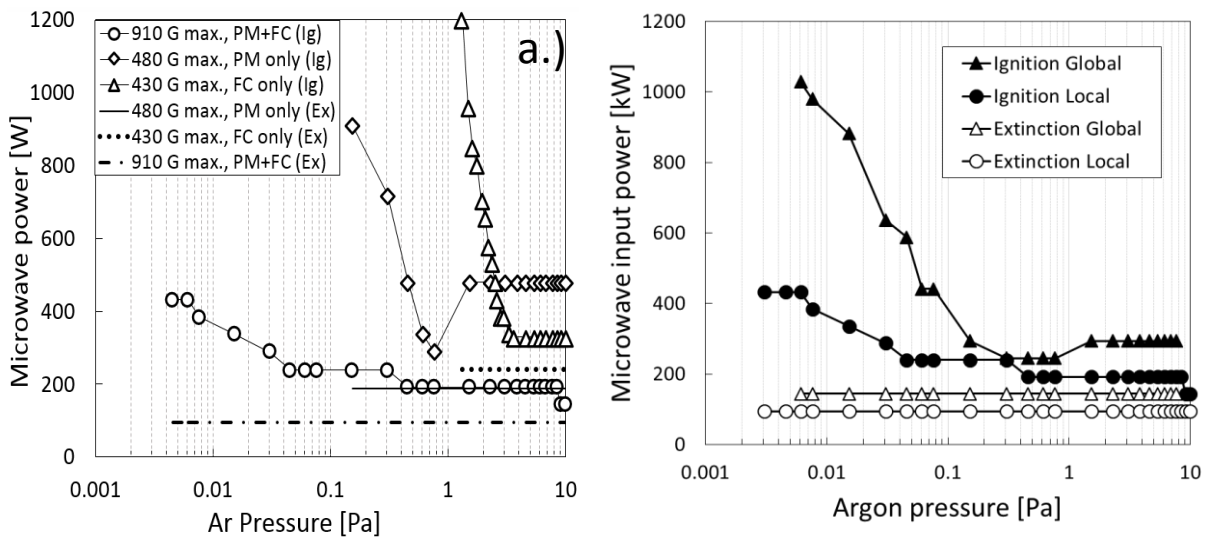 1200
1000
800
600
400
200
0
Microwave power [W]
910 G max., PM+FC (Ig)
480 G max., PM only (Ig)
430 G max., FC only (Ig)
480 G max., PM only (Ex)
430 G max., FC only (Ex)
910 G max., PM+FC (Ex)
a.)
0.001
0.01
0.1
1
10
Ar Pressure [Pa]
1200
1000
800
600
400
200
0
Microwave input power [kW]
Ignition Global
Ignition Local
Extinction Global
Extinction Local
0.001
0.01
0.1
1
10
Argon pressure [Pa]